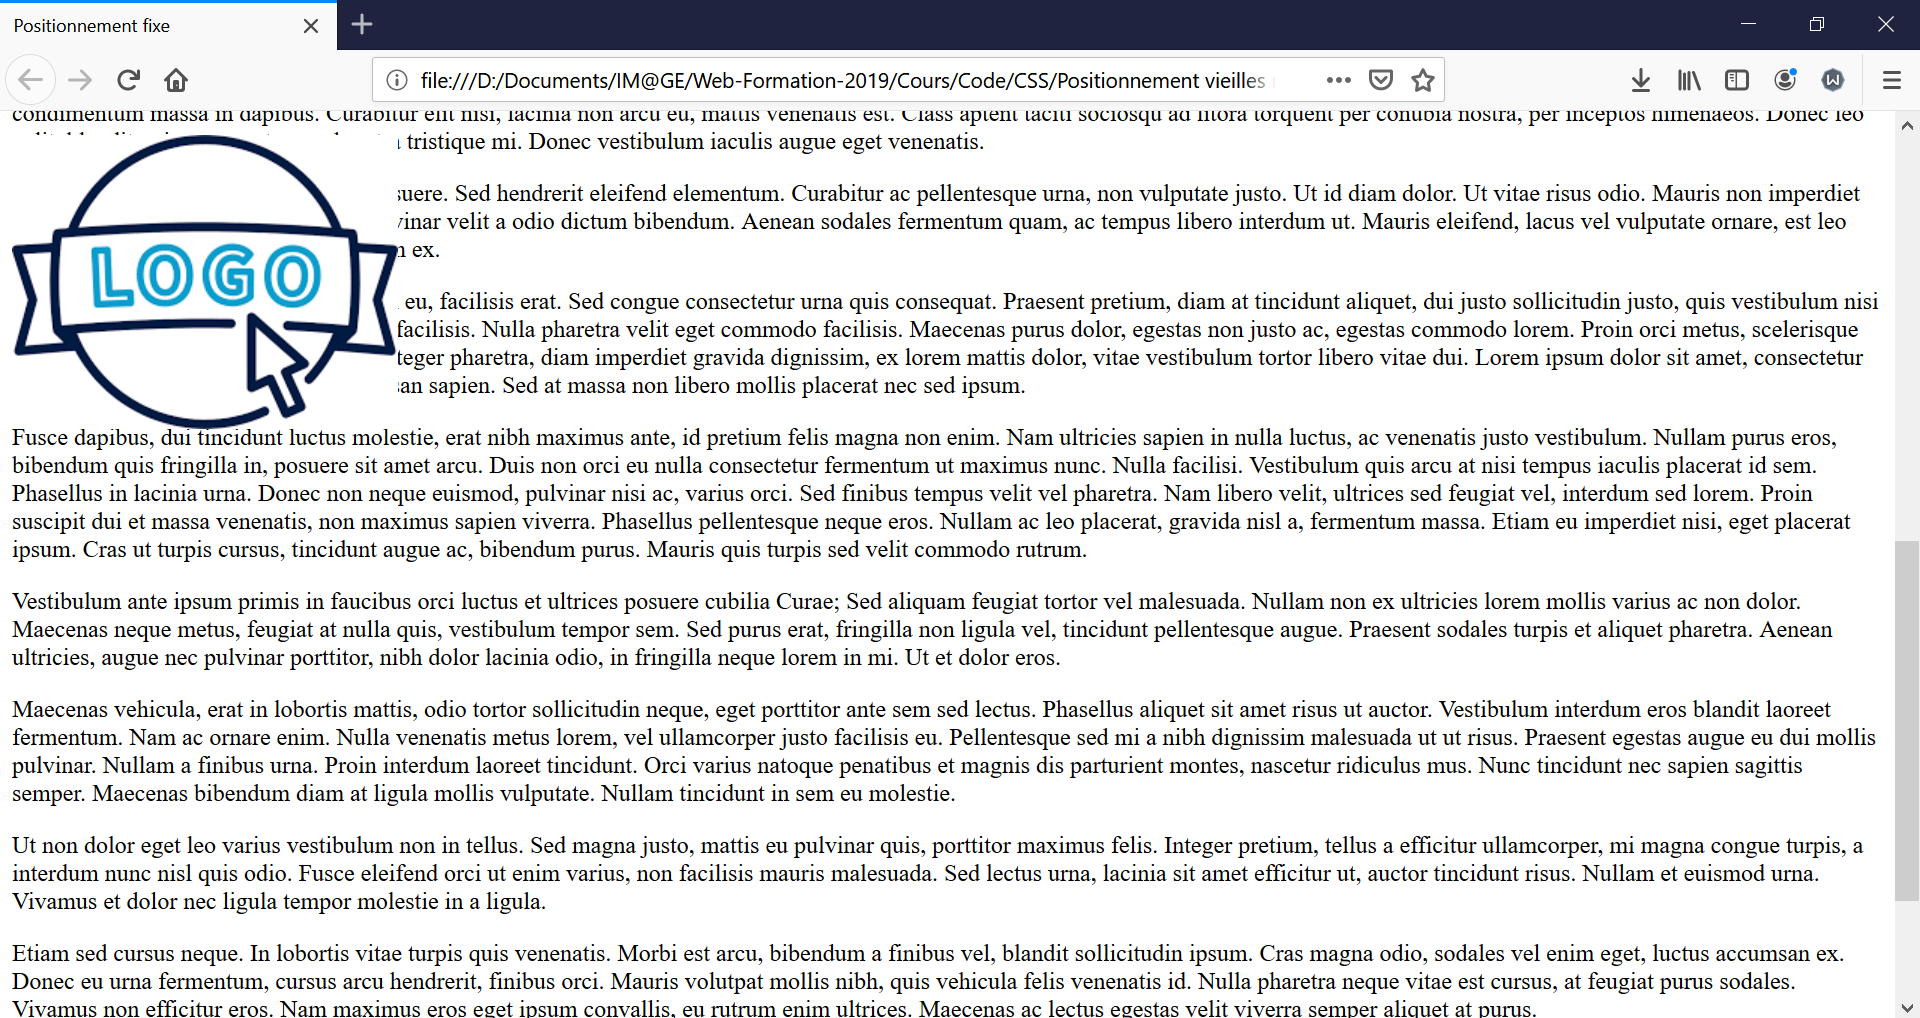 Positionnement fixe
file:///D:/Documents/IM@GE/Web-Formation-2019/Cours/Code/CSS/Positionnement vieilles
condimentum massa in dapibus. Curabitur elit nisi, lacinia non arcu eu, mattis venenatis est. Class aptent taciti sociosqu ad litora torquent per conubia nostra, per inceptos himenaeos. Donec leo
tristique mi. Donec vestibulum iaculis augue eget venenatis.
suere. Sed hendrerit eleifend elementum. Curabitur ac pellentesque urna, non vulputate justo. Ut id diam dolor. Ut vitae risus odio. Mauris non imperdiet
vinar velit a odio dictum bibendum. Aenean sodales fermentum quam, ac tempus libero interdum ut. Mauris eleifend, lacus vel vulputate ornare, est leo
ex.
LOGO
eu, facilisis erat. Sed congue consectetur urna quis consequat. Praesent pretium, diam at tincidunt aliquet, dui justo sollicitudin justo, quis vestibulum nisi
facilisis. Nulla pharetra velit eget commodo facilisis. Maecenas purus dolor, egestas non justo ac, egestas commodo lorem. Proin orci metus, scelerisque
teger pharetra, diam imperdiet gravida dignissim, ex lorem mattis dolor, vitae vestibulum tortor libero vitae dui. Lorem ipsum dolor sit amet, consectetur
san sapien. Sed at massa non libero mollis placerat nec sed ipsum.
Fusce dapibus, dui tincidunt luctus molestie, erat nibh maximus ante, id pretium felis magna non enim. Nam ultricies sapien in nulla luctus, ac venenatis justo vestibulum. Nullam purus eros,
bibendum quis fringilla in, posuere sit amet arcu. Duis non orci eu nulla consectetur fermentum ut maximus nunc. Nulla facilisi. Vestibulum quis arcu at nisi tempus iaculis placerat id sem.
Phasellus in lacinia urna. Donec non neque euismod, pulvinar nisi ac, varius orci. Sed finibus tempus velit vel pharetra. Nam libero velit, ultrices sed feugiat vel, interdum sed lorem. Proin
suscipit dui et massa venenatis, non maximus sapien viverra. Phasellus pellentesque neque eros. Nullam ac leo placerat, gravida nisl a, fermentum massa. Etiam eu imperdiet nisi, eget placerat
ipsum. Cras ut turpis cursus, tincidunt augue ac, bibendum purus. Mauris quis turpis sed velit commodo rutrum.
Vestibulum ante ipsum primis in faucibus orci luctus et ultrices posuere cubilia Curae; Sed aliquam feugiat tortor vel malesuada. Nullam non ex ultricies lorem mollis varius ac non dolor.
Maecenas neque metus, feugiat at nulla quis, vestibulum tempor sem. Sed purus erat, fringilla non ligula vel, tincidunt pellentesque augue. Praesent sodales turpis et aliquet pharetra. Aenean
ultricies, augue nec pulvinar porttitor, nibh dolor lacinia odio, in fringilla neque lorem in mi. Ut et dolor eros.
Maecenas vehicula, erat in lobortis mattis, odio tortor sollicitudin neque, eget porttitor ante sem sed lectus. Phasellus aliquet sit amet risus ut auctor. Vestibulum interdum eros blandit laoreet
fermentum. Nam ac ornare enim. Nulla venenatis metus lorem, vel ullamcorper justo facilisis eu. Pellentesque sed mi a nibh dignissim malesuada ut ut risus. Praesent egestas augue eu dui mollis
pulvinar. Nullam a finibus urna. Proin interdum laoreet tincidunt. Orci varius natoque penatibus et magnis dis parturient montes, nascetur ridiculus mus. Nunc tincidunt nec sapien sagittis
semper. Maecenas bibendum diam at ligula mollis vulputate. Nullam tincidunt in sem eu molestie.
Ut non dolor eget leo varius vestibulum non in tellus. Sed magna justo, mattis eu pulvinar quis, porttitor maximus felis. Integer pretium, tellus a efficitur ullamcorper, mi magna congue turpis, a
interdum nunc nisl quis odio. Fusce eleifend orci ut enim varius, non facilisis mauris malesuada. Sed lectus urna, lacinia sit amet efficitur ut, auctor tincidunt risus. Nullam et euismod urna.
Vivamus et dolor nec ligula tempor molestie in a ligula.
Etiam sed cursus neque. In lobortis vitae turpis quis venenatis. Morbi est arcu, bibendum a finibus vel, blandit sollicitudin ipsum. Cras magna odio, sodales vel enim eget, luctus accumsan ex.
Donec eu urna fermentum, cursus arcu hendrerit, finibus orci. Mauris volutpat mollis nibh, quis vehicula felis venenatis id. Nulla pharetra neque vitae est cursus, at feugiat purus sodales.
Vivamus non efficitur eros. Nam maximus eros eget ipsum convallis, eu rutrum enim ultrices. Maecenas ac lectus egestas velit viverra semper aliquet at purus.